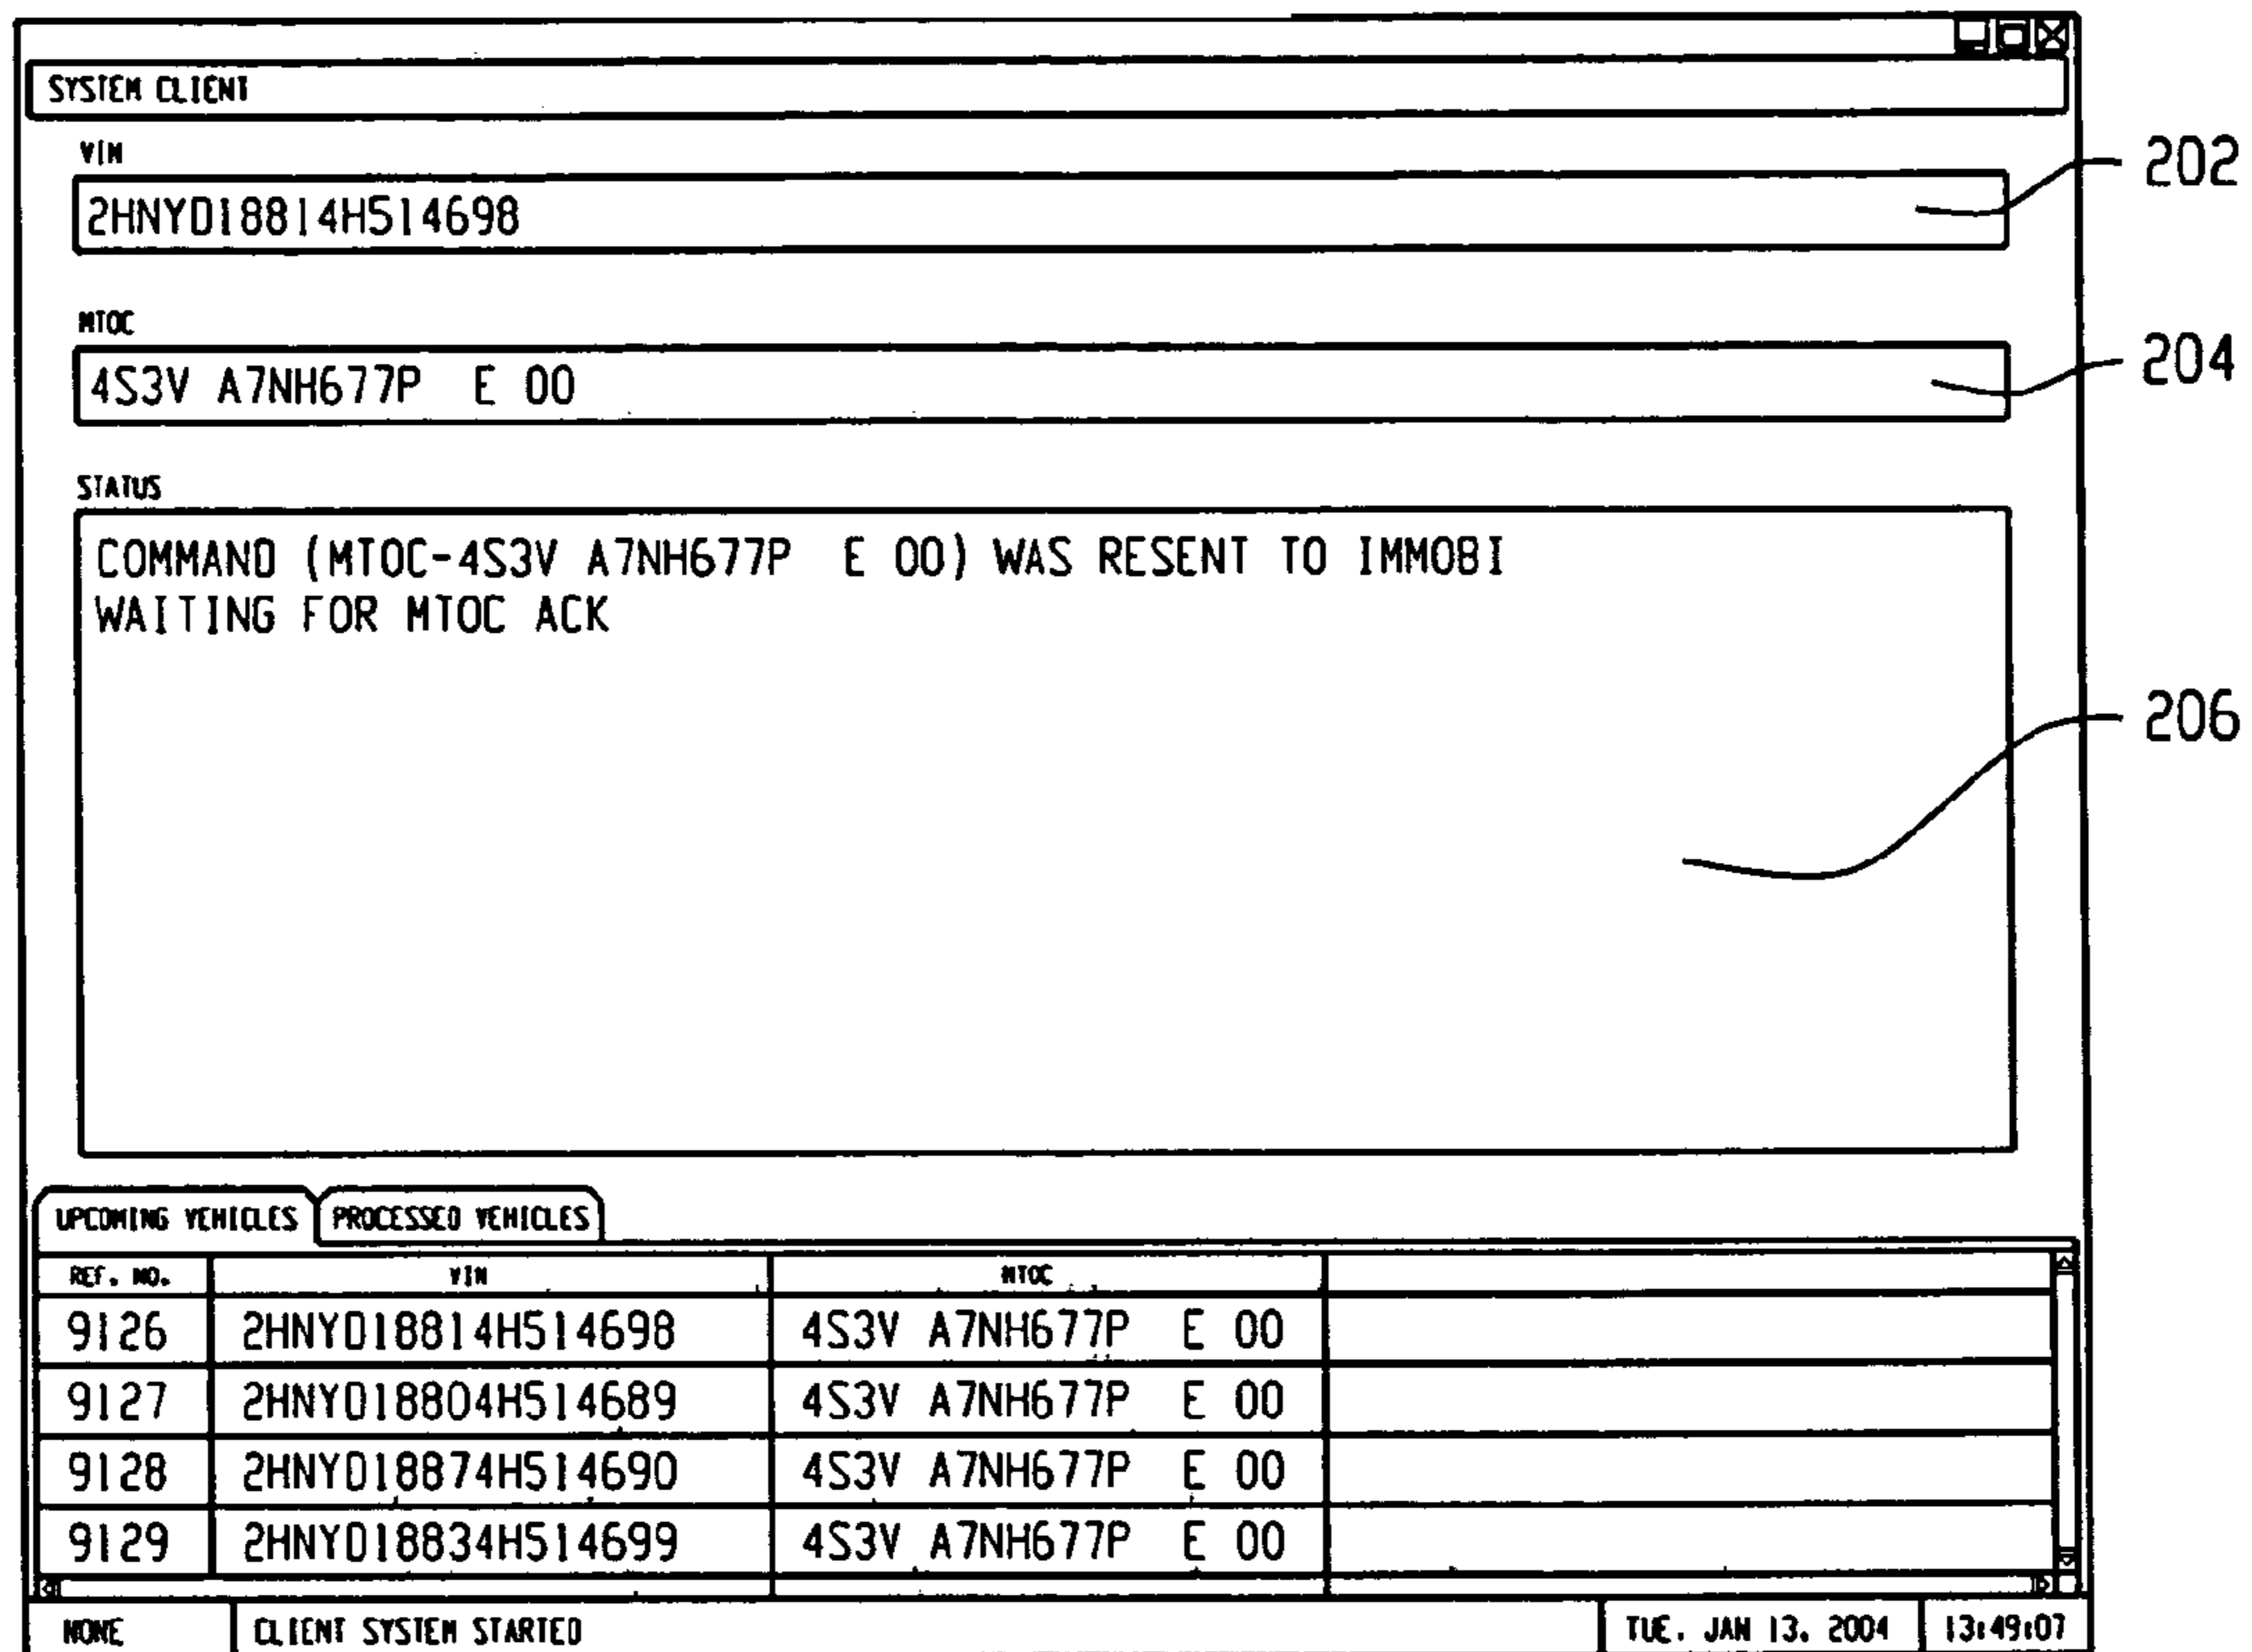 SYSTEM CLIENT
VIN
2HNYD18814H514698
202
MTOC
4S3V A7NH677P E 00
204
STATUS
COMMAND (MTOC-4S3V A7NH677P E 00) WAS RESENT TO IMMOBI
WAITING FOR MTOC ACK
206
UPCOMING VEHICLES PROCESSED VEHICLES
REF. NO. VIN MTOC
9126 2HNYD18814H514698 4S3V A7NH677P E 00
9127 2HNYD18804H514689 4S3V A7NH677P E 00
9128 2HNYD18874H514690 4S3V A7NH677P E 00
9129 2HNYD18834H514699 4S3V A7NH677P E 00
NONE CLIENT SYSTEM STARTED TUE. JAN 13. 2004 13:49:07